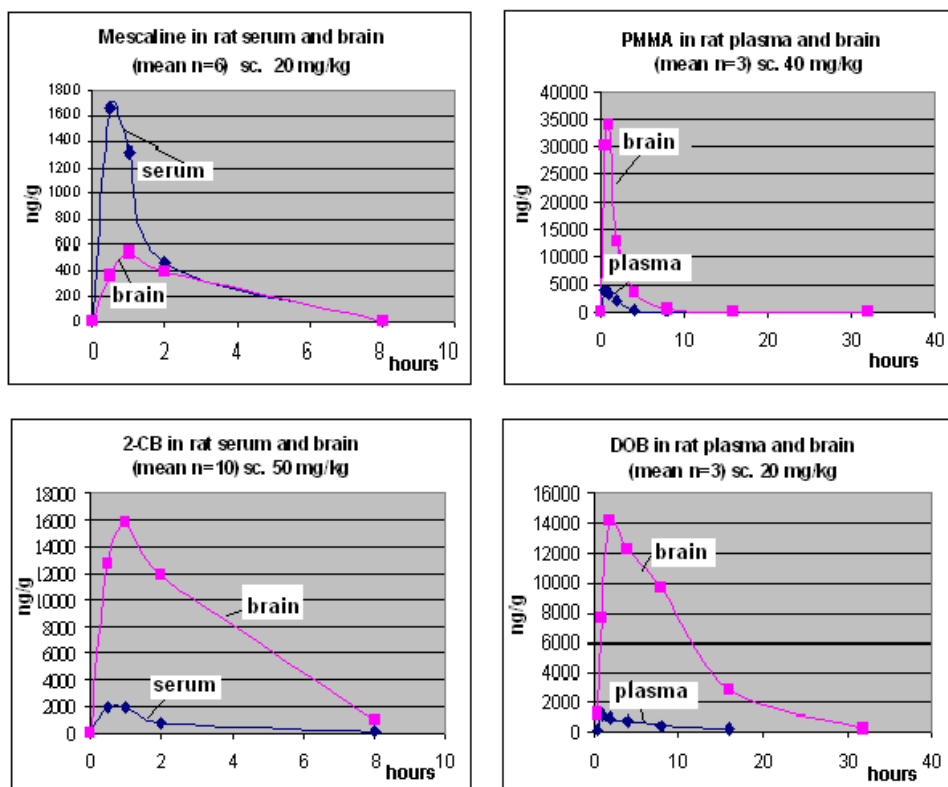 Mescaline in rat serum and brain
(mean n=6) sc. 20 mg/kg
ng/g
1800
1600
1400
1200
1000
800
600
400
200
0
serum
brain
0 2 4 6 8 10
hours
PMMA in rat plasma and brain
(mean n=3) sc. 40 mg/kg
ng/g
40000
35000
30000
25000
20000
15000
10000
5000
0
brain
plasma
0 10 20 30 40
hours
2-CB in rat serum and brain
(mean n=10) sc. 50 mg/kg
ng/g
18000
16000
14000
12000
10000
8000
6000
4000
2000
0
brain
serum
0 2 4 6 8 10
hours
DOB in rat plasma and brain
(mean n=3) sc. 20 mg/kg
ng/g
16000
14000
12000
10000
8000
6000
4000
2000
0
brain
plasma
0 10 20 30 40
hours